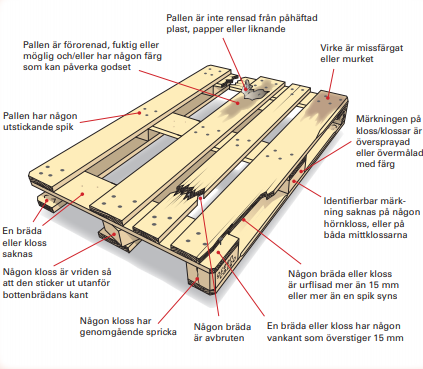 Pallen är inte rensad från påhäftad
plast, papper eller liknande
Pallen är förorenad, fuktig eller
möglig och/eller har någon färg
som kan påverka godset
Virke är missfärgat
eller murket
Pallen har någon
utstickande spik
Märkningen på
kloss/klossar är
översprayad
eller övermålad
med färg
Identifierbar märk-
ning saknas på någon
hörnkloss, eller på
båda mittklossarna
En bräda
eller kloss
saknas
Någon kloss är vriden så
att den sticker ut utanför
bottenbrädans kant
Någon bräda eller kloss
är urflisad mer än 15 mm
eller mer än en spik syns
Någon kloss har
genomgående spricka
Någon bräda
är avbruten
En bräda eller kloss har någon
vankant som överstiger 15 mm